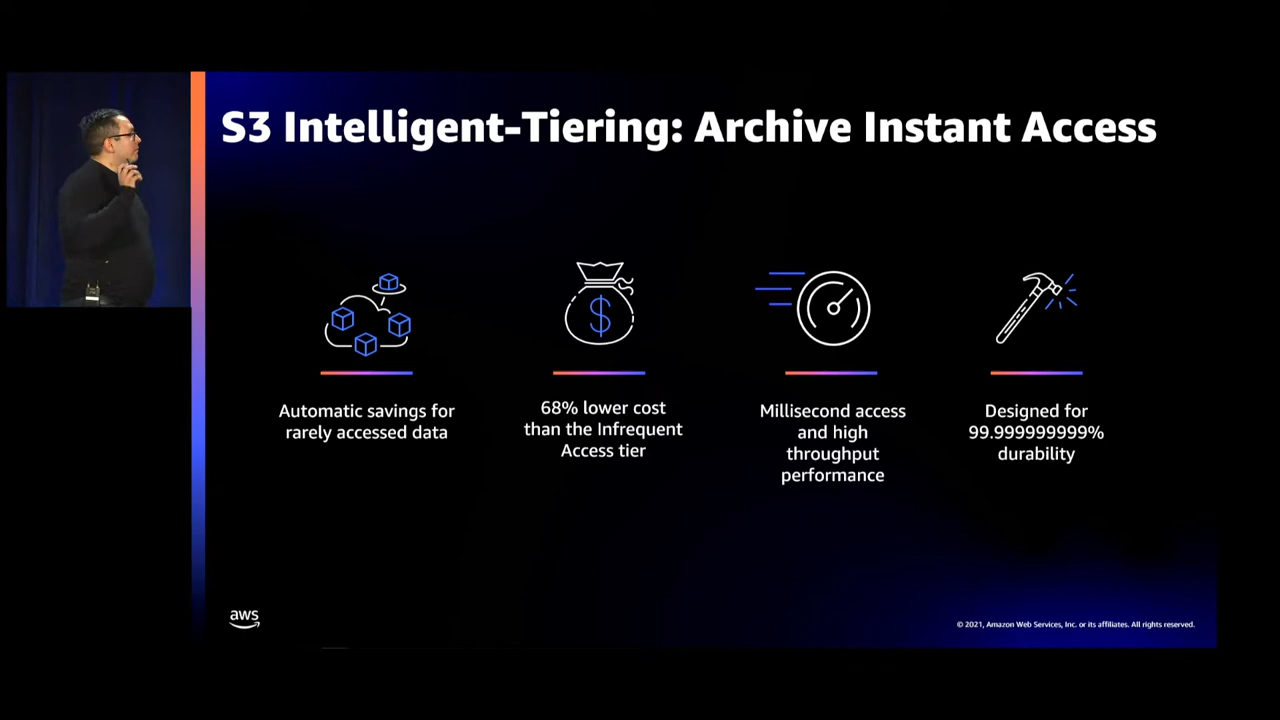 S3 Intelligent-Tiering: Archive Instant Access
Automatic savings for
rarely accessed data
68% lower cost
than the Infrequent
Access tier
Millisecond access
and high
throughput
performance
Designed for
99.999999999%
durability
aws
© 2021, Amazon Web Services, Inc. or its affiliates. All rights reserved.